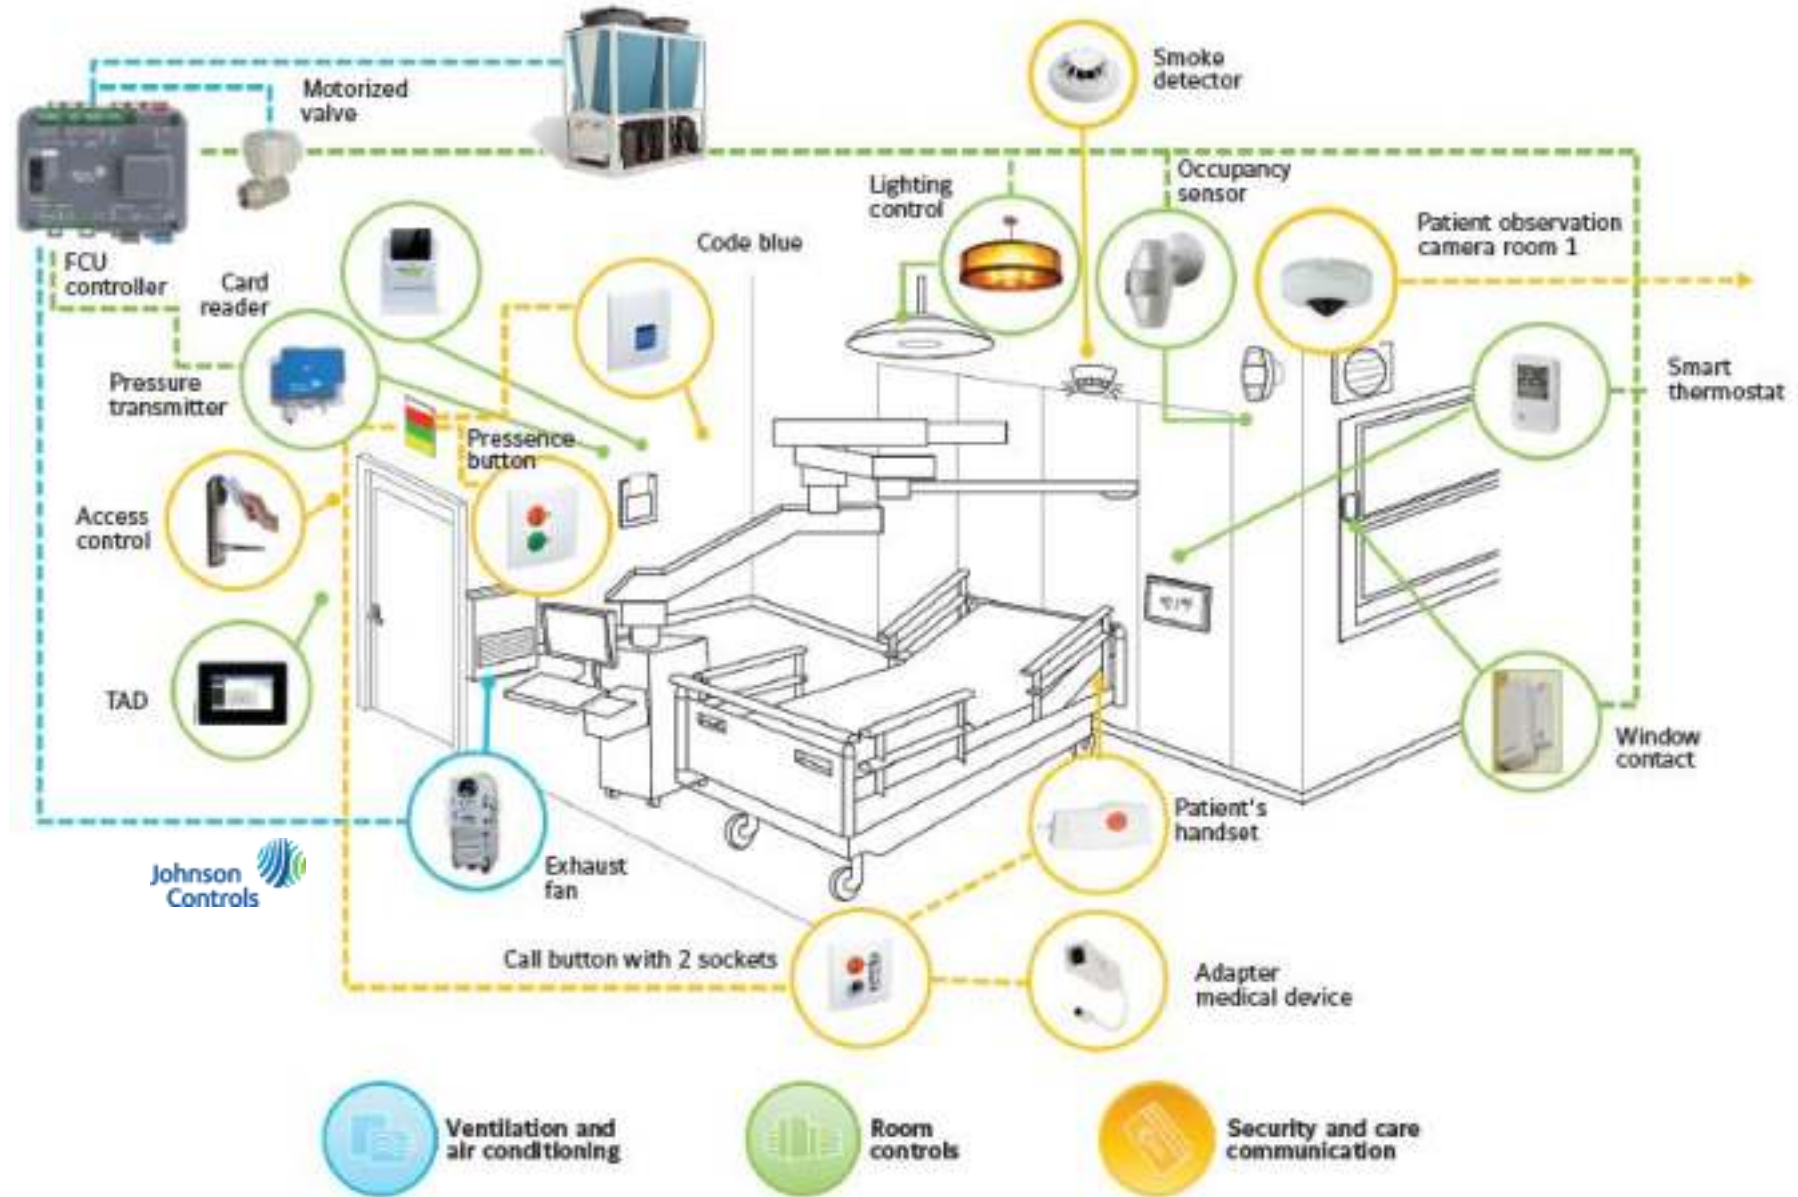 Motorized
valve
Smoke
detector
Lighting
control
Occupancy
sensor
Patient observation
camera room 1
Code blue
FCU
controller
Card
reader
Pressure
transmitter
Pressence
button
Smart
thermostat
Access
control
TAD
Window
contact
Patient's
handset
Johnson
Controls
Exhaust
fan
Call button with 2 sockets
Adapter
medical device
Ventilation and
air conditioning
Room
controls
Security and care
communication